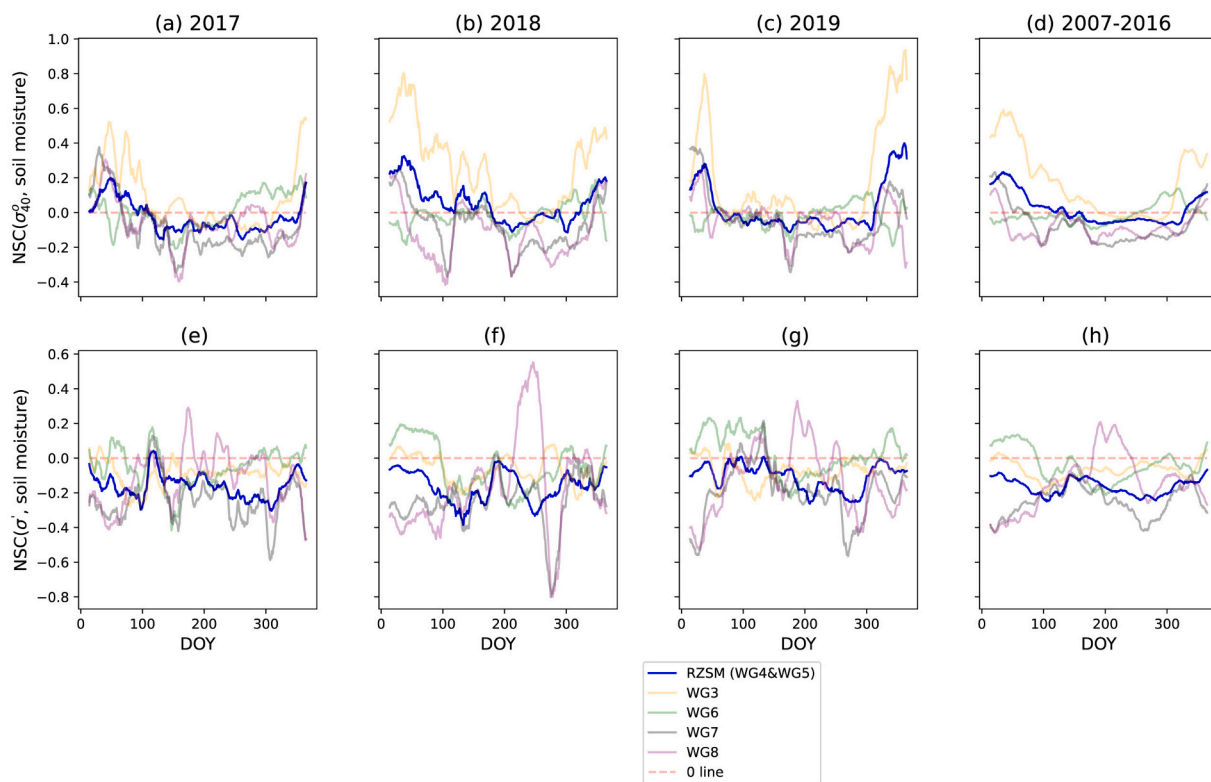 (a) 2017
(b) 2018
(c) 2019
(d) 2007-2016
NSC(σ°40, soil moisture)
1.0
0.8
0.6
0.4
0.2
0.0
−0.2
−0.4
(e)
(f)
(g)
(h)
NSC(σ', soil moisture)
0.6
0.4
0.2
0.0
−0.2
−0.4
−0.6
−0.8
0 100 200 300
0 100 200 300
0 100 200 300
0 100 200 300
DOY
DOY
DOY
DOY
RZSM (WG4&WG5)
WG3
WG6
WG7
WG8
0 line